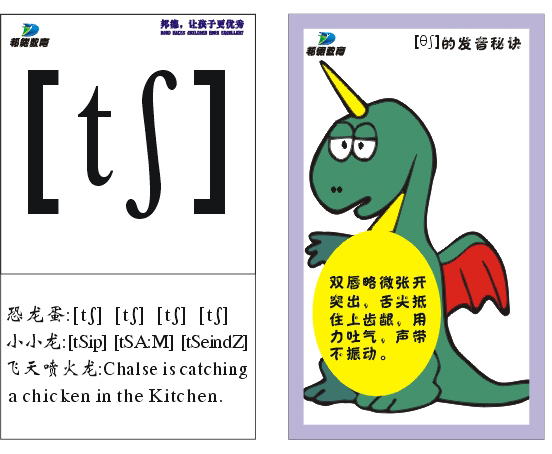 邦德教育
邦德，让孩子更优秀
BOND MAKES CHILDREN MORE EXCELLENT
[tʃ]
恐龙蛋:[tʃ] [tʃ] [tʃ] [tʃ]
小小龙:[tSip] [tSA:M] [tSeindZ]
飞天喷火龙:Chalse is catching
a chicken in the Kitchen.
邦德教育
[θʃ]的发音秘诀
双唇略微张开
突出，舌尖抵
住上齿龈，用
力吐气，声带
不振动。